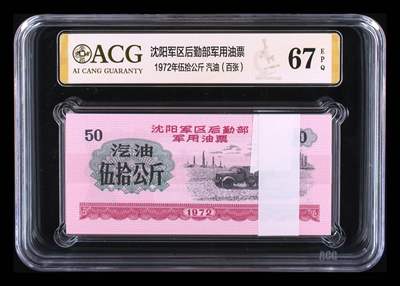 ACG
AI CANG GUARANTY
沈阳军区后勤部军用油票
1972年伍拾公斤 汽油（百张）
67 EPQ
50
沈阳军区后勤部
军用油票
汽油
伍拾公斤
1972
ACG